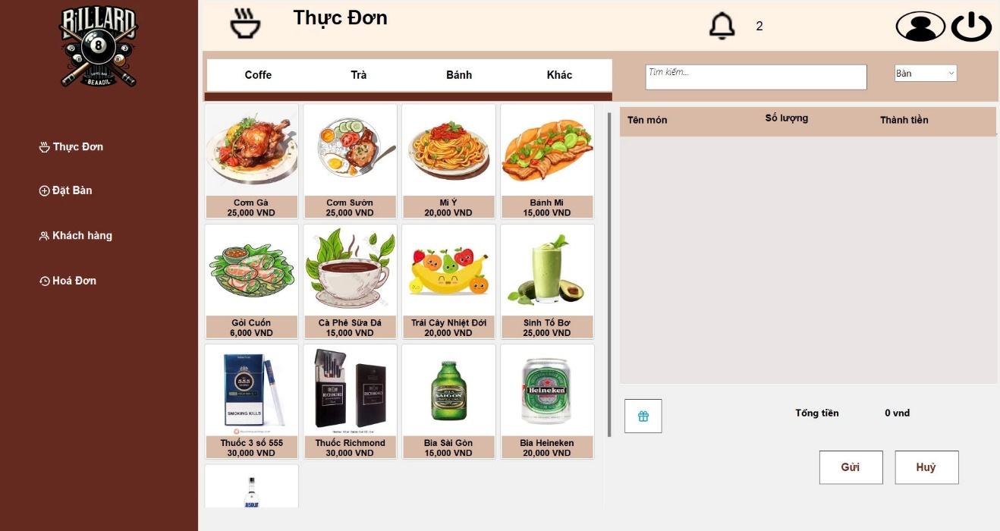 BILLARD
8
BEAADIL
Thực Đơn
2
Coffe
Trà
Bánh
Khác
Tìm kiếm...
Bàn
Thực Đơn
Đặt Bàn
Khách hàng
Hoá Đơn
Cơm Gà
25,000 VND
Cơm Sườn
25,000 VND
Mì Ý
20,000 VND
Bánh Mì
15,000 VND
Gỏi Cuốn
6,000 VND
Cà Phê Sữa Đá
15,000 VND
Trái Cây Nhiệt Đới
20,000 VND
Sinh Tố Bơ
25,000 VND
555
SMOKING KILLS
Thuốc 3 số 555
30,000 VND
RICHMOND
RICHMOND
Thuốc Richmond
30,000 VND
BIA
SAIGON
Bia Sài Gòn
15,000 VND
Heineken
Bia Heineken
20,000 VND
ABSOLUT
Tên món
Số lượng
Thành tiền
Tổng tiền
0 vnd
Gửi
Huỷ